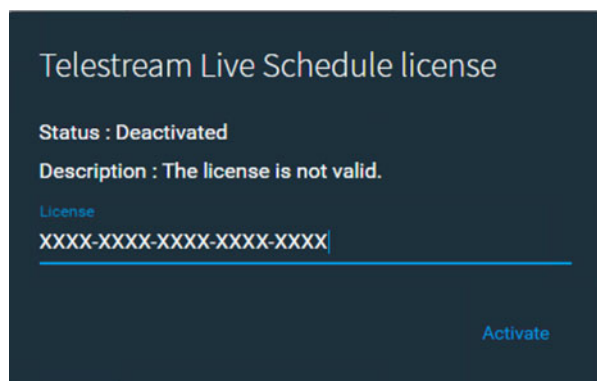 Telestream Live Schedule license
Status : Deactivated
Description : The license is not valid.
License
XXXX-XXXX-XXXX-XXXX-XXXX
Activate